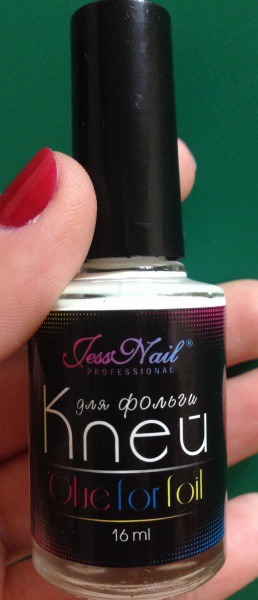 JessNail®
PROFESSIONAL
для фольги
Клей
Glue for foil
16 ml